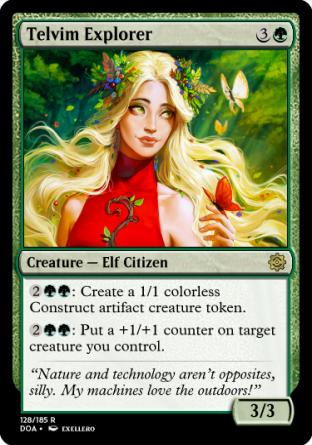 Telvim Explorer 3
Creature — Elf Citizen
2: Create a 1/1 colorless
Construct artifact creature token.
2: Put a +1/+1 counter on target
creature you control.
“Nature and technology aren’t opposites,
silly. My machines love the outdoors!”
3/3
128/185 R
DOA • EXELLERO